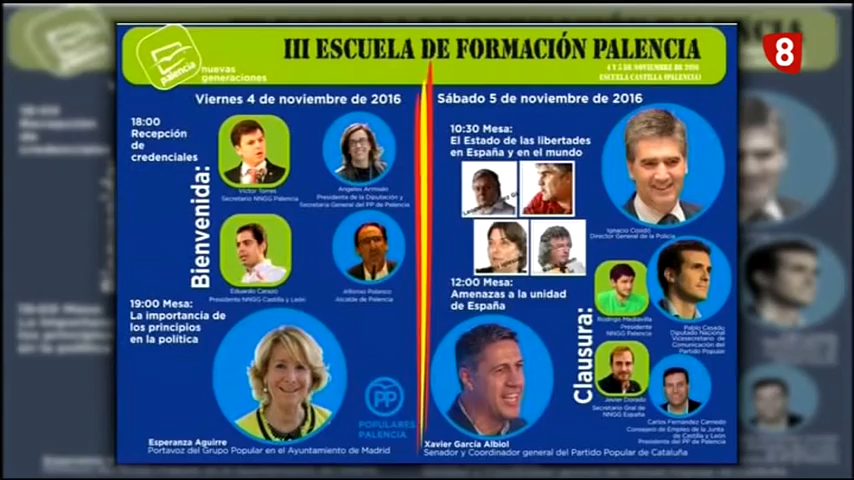 III ESCUELA DE FORMACIÓN PALENCIA
4 Y 5 DE NOVIEMBRE DE 2016
ESCUELA CASTILLA (PALENCIA)
palencia
nuevas
generaciones
8
Viernes 4 de noviembre de 2016
18:00
Recepción
de
credenciales
Bienvenida:
Víctor Torres
Secretario NNGG Palencia
Ángeles Armisén
Presidenta de la Diputación y
Secretaria General del PP de Palencia
Eduardo Carazo
Presidente NNGG Castilla y León
Alfonso Polanco
Alcalde de Palencia
19:00 Mesa:
La importancia de
los principios
en la política
Esperanza Aguirre
Portavoz del Grupo Popular en el Ayuntamiento de Madrid
PP
POPULARES
PALENCIA
Sábado 5 de noviembre de 2016
10:30 Mesa:
El Estado de las libertades
en España y en el mundo
Ignacio Cosidó
Director General de la Policía
12:00 Mesa:
Amenazas a la unidad
de España
Xavier García Albiol
Senador y Coordinador general del Partido Popular de Cataluña
Clausura:
Rodrigo Mediavilla
Presidente
NNGG Palencia
Pablo Casado
Diputado Nacional
Vicesecretario de
Comunicación del
Partido Popular
Javier Dorado
Secretario Gral de
NNGG España
Carlos Fernández Carriedo
Consejero de Empleo de la Junta
de Castilla y León
Presidente del PP de Palencia